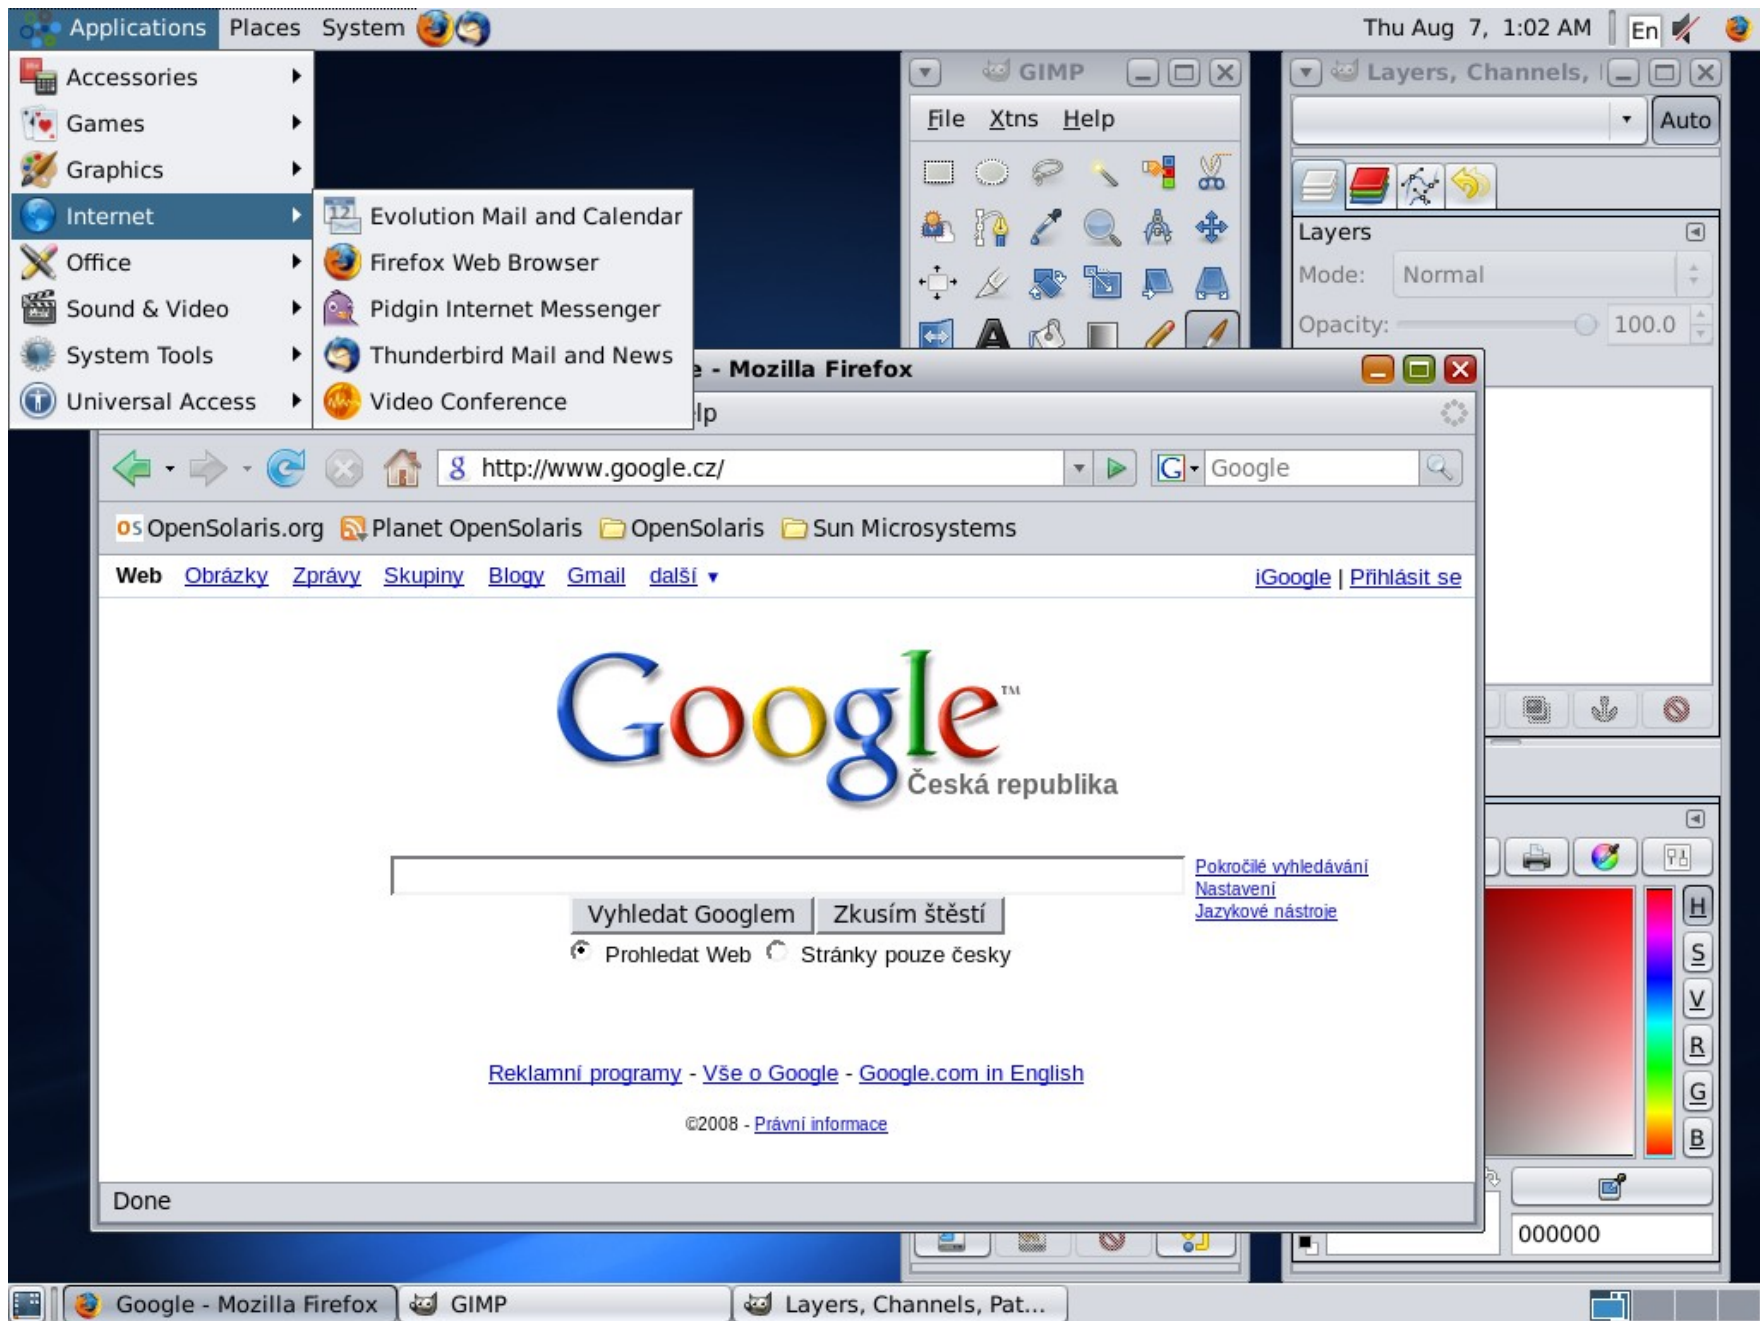 Applications Places System Thu Aug 7, 1:02 AM En
Accessories
Games
Graphics
Internet
Office
Sound & Video
System Tools
Universal Access
12
Evolution Mail and Calendar
Firefox Web Browser
Pidgin Internet Messenger
Thunderbird Mail and News
Video Conference
GIMP
File Xtns Help
Layers, Channels,
Auto
Layers
Mode: Normal
Opacity: 100.0
- Mozilla Firefox
http://www.google.cz/ Google
OpenSolaris.org Planet OpenSolaris OpenSolaris Sun Microsystems
Web Obrázky Zprávy Skupiny Blogy Gmail další iGoogle | Přihlásit se
Google™
Česká republika
Pokročilé vyhledávání
Nastavení
Jazykové nástroje
Vyhledat Googlem Zkusím štěstí
Prohledat Web Stránky pouze česky
Reklamní programy - Vše o Google - Google.com in English
©2008 - Právní informace
Done
H
S
V
R
G
B
000000
Google - Mozilla Firefox GIMP Layers, Channels, Pat...